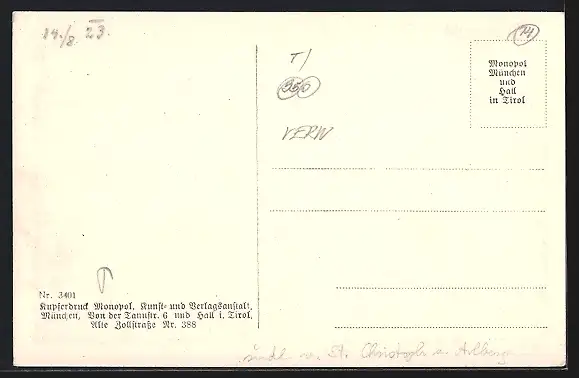 14./8 23.
T/
350
VERW
14
Monopol
München
und
Hall
in Tirol
Nr. 3401
Kupferdruck Monopol, Kunst- und Verlagsanstalt,
München, Von der Tannstr. 6 und Hall i. Tirol,
Alte Zollstraße Nr. 388
südl v. St. Christoph a. Arlberg